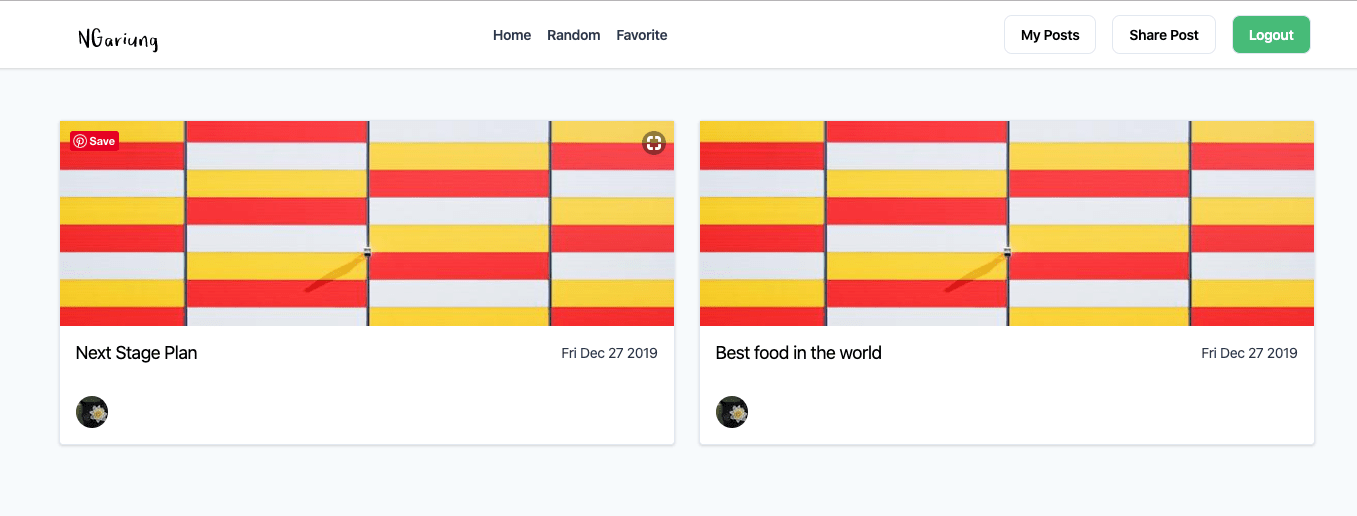 NGariung
Home Random Favorite
My Posts Share Post Logout
Save
Next Stage Plan Fri Dec 27 2019
Best food in the world Fri Dec 27 2019